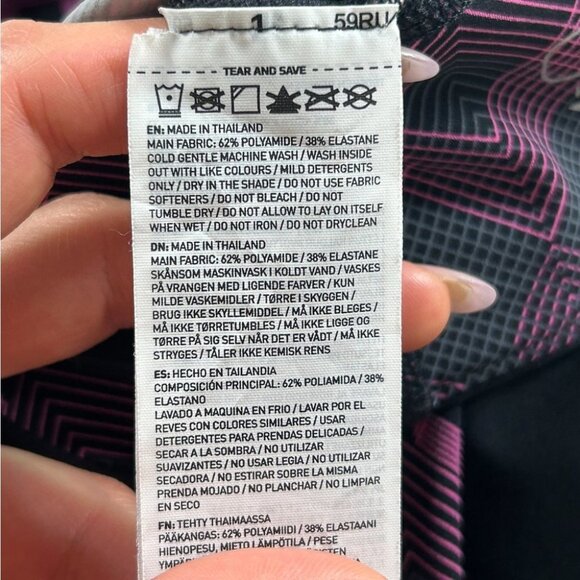 1 59RU
TEAR AND SAVE
EN: MADE IN THAILAND
MAIN FABRIC: 62% POLYAMIDE / 38% ELASTANE
COLD GENTLE MACHINE WASH / WASH INSIDE
OUT WITH LIKE COLOURS / MILD DETERGENTS
ONLY / DRY IN THE SHADE / DO NOT USE FABRIC
SOFTENERS / DO NOT BLEACH / DO NOT
TUMBLE DRY / DO NOT ALLOW TO LAY ON ITSELF
WHEN WET / DO NOT IRON / DO NOT DRYCLEAN
DN: MADE IN THAILAND
MAIN FABRIC: 62% POLYAMIDE / 38% ELASTANE
SKÅNSOM MASKINVASK I KOLDT VAND / VASKES
PÅ VRANGEN MED LIGENDE FARVER / KUN
MILDE VASKEMIDLER / TØRRE I SKYGGEN /
BRUG IKKE SKYLLEMIDDEL / MÅ IKKE BLEGES /
MÅ IKKE TØRRETUMBLES / MÅ IKKE LIGGE OG
TØRRE PÅ SIG SELV NÅR DET ER VÅDT / MÅ IKKE
STRYGES / TÅLER IKKE KEMISK RENS
ES: HECHO EN TAILANDIA
COMPOSICIÓN PRINCIPAL: 62% POLIAMIDA / 38%
ELASTANO
LAVADO A MAQUINA EN FRIO / LAVAR POR EL
REVES CON COLORES SIMILARES / USAR
DETERGENTES PARA PRENDAS DELICADAS /
SECAR A LA SOMBRA / NO UTILIZAR
SUAVIZANTES / NO USAR LEGIA / NO UTILIZAR
SECADORA / NO ESTIRAR SOBRE LA MISMA
PRENDA MOJADO / NO PLANCHAR / NO LIMPIAR
EN SECO
FN: TEHTY THAIMAASSA
PÄÄKANGAS: 62% POLYAMIIDI / 38% ELASTAANI
HIENOPESU, MIETO LÄMPÖTILA / PESE